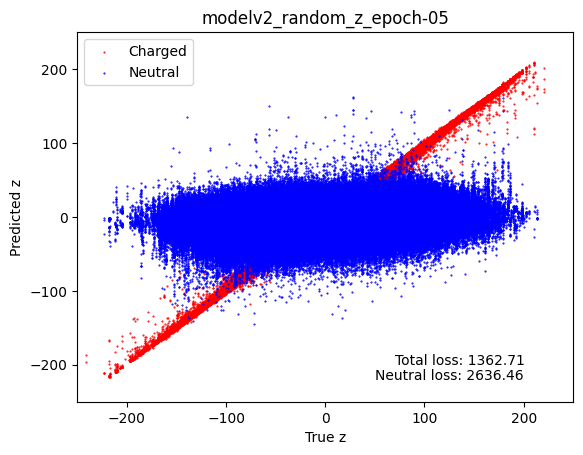 modelv2_random_z_epoch-05
Charged
Neutral
200
100
0
−100
−200
Predicted z
Total loss: 1362.71
Neutral loss: 2636.46
−200
−100
0
100
200
True z